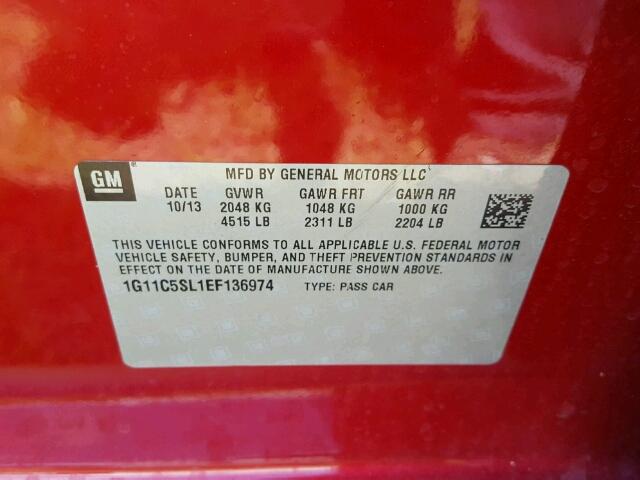 GM
MFD BY GENERAL MOTORS LLC
DATE GVWR GAWR FRT GAWR RR
10/13 2048 KG 1048 KG 1000 KG
4515 LB 2311 LB 2204 LB
THIS VEHICLE CONFORMS TO ALL APPLICABLE U.S. FEDERAL MOTOR
VEHICLE SAFETY, BUMPER, AND THEFT PREVENTION STANDARDS IN
EFFECT ON THE DATE OF MANUFACTURE SHOWN ABOVE.
1G11C5SL1EF136974 TYPE: PASS CAR